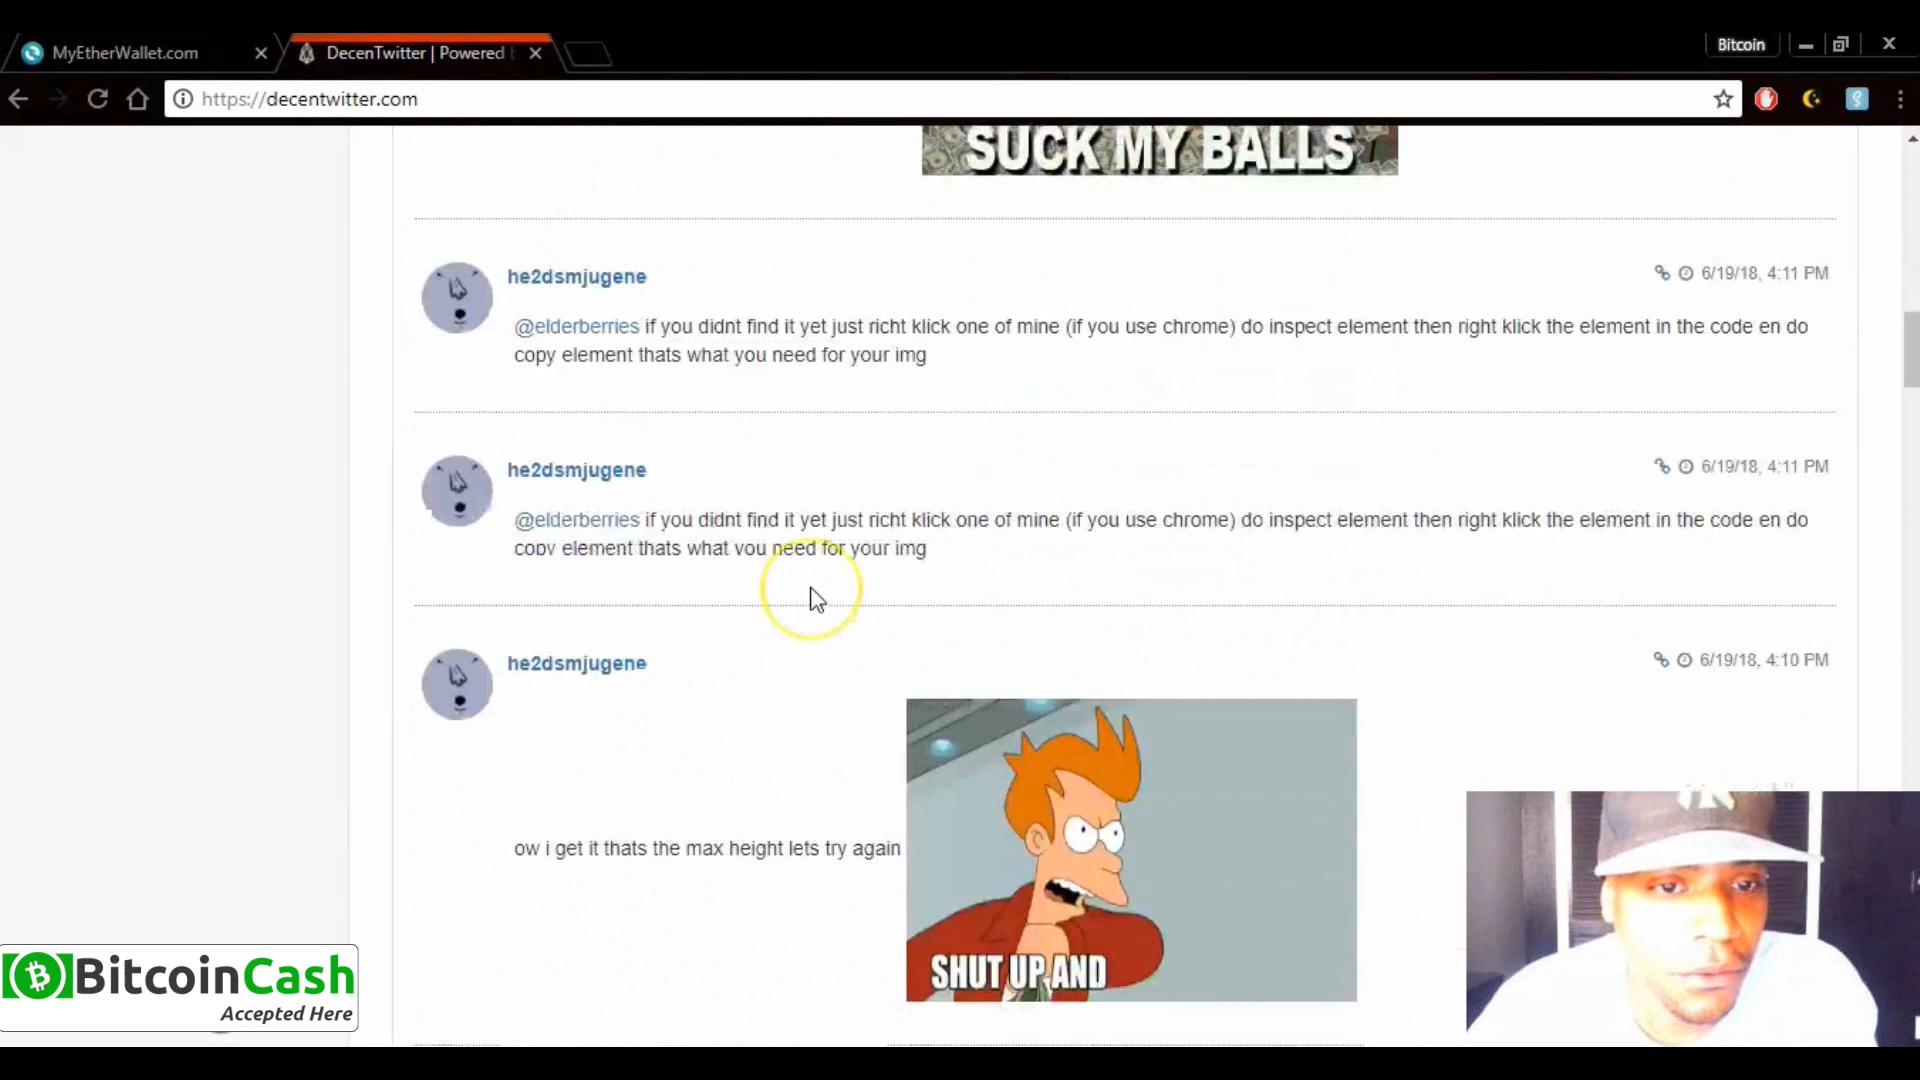 MyEtherWallet.com
DecenTwitter | Powered
Bitcoin
https://decentwitter.com
SUCK MY BALLS
he2dsmjugene
6/19/18, 4:11 PM
@elderberries if you didnt find it yet just richt klick one of mine (if you use chrome) do inspect element then right klick the element in the code en do
copy element thats what you need for your img
he2dsmjugene
6/19/18, 4:11 PM
@elderberries if you didnt find it yet just richt klick one of mine (if you use chrome) do inspect element then right klick the element in the code en do
copy element thats what you need for your img
he2dsmjugene
6/19/18, 4:10 PM
ow i get it thats the max height lets try again
SHUT UP AND
BitcoinCash
Accepted Here